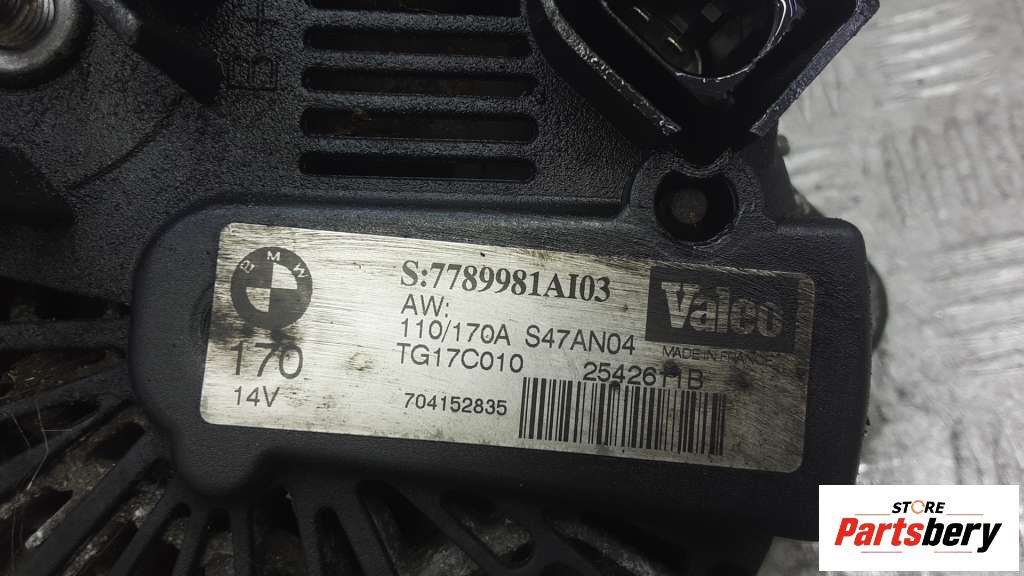 B+
BMW
S:7789981AI03
Valeo
AW:
110/170A S47AN04
MADE IN FRANCE
170
TG17C010
2542611B
14V
704152835
STORE
Partsbery